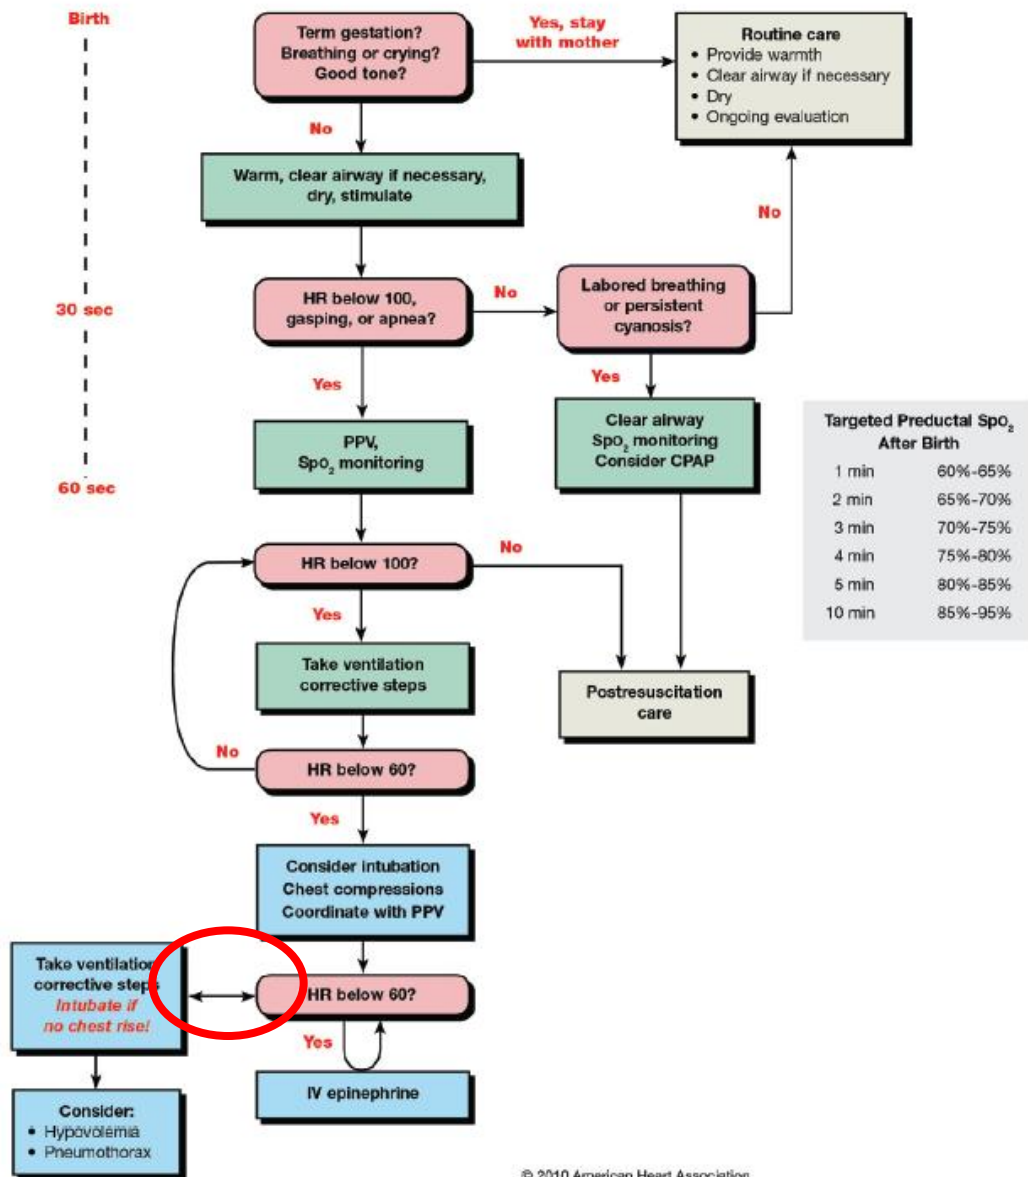 Birth
Term gestation?
Breathing or crying?
Good tone?
Yes, stay
with mother
Routine care
• Provide warmth
• Clear airway if necessary
• Dry
• Ongoing evaluation
No
Warm, clear airway if necessary,
dry, stimulate
No
30 sec
HR below 100,
gasping, or apnea?
No
Labored breathing
or persistent
cyanosis?
Yes
Yes
PPV,
SpO₂ monitoring
Clear airway
SpO₂ monitoring
Consider CPAP
60 sec
Targeted Preductal SpO₂
After Birth
1 min 60%-65%
2 min 65%-70%
3 min 70%-75%
4 min 75%-80%
5 min 80%-85%
10 min 85%-95%
HR below 100?
No
Yes
Take ventilation
corrective steps
Postresuscitation
care
No
HR below 60?
Yes
Consider intubation
Chest compressions
Coordinate with PPV
Take ventilation
corrective steps
Intubate if
no chest rise!
HR below 60?
Yes
IV epinephrine
Consider:
• Hypovolemia
• Pneumothorax
© 2010 American Heart Association